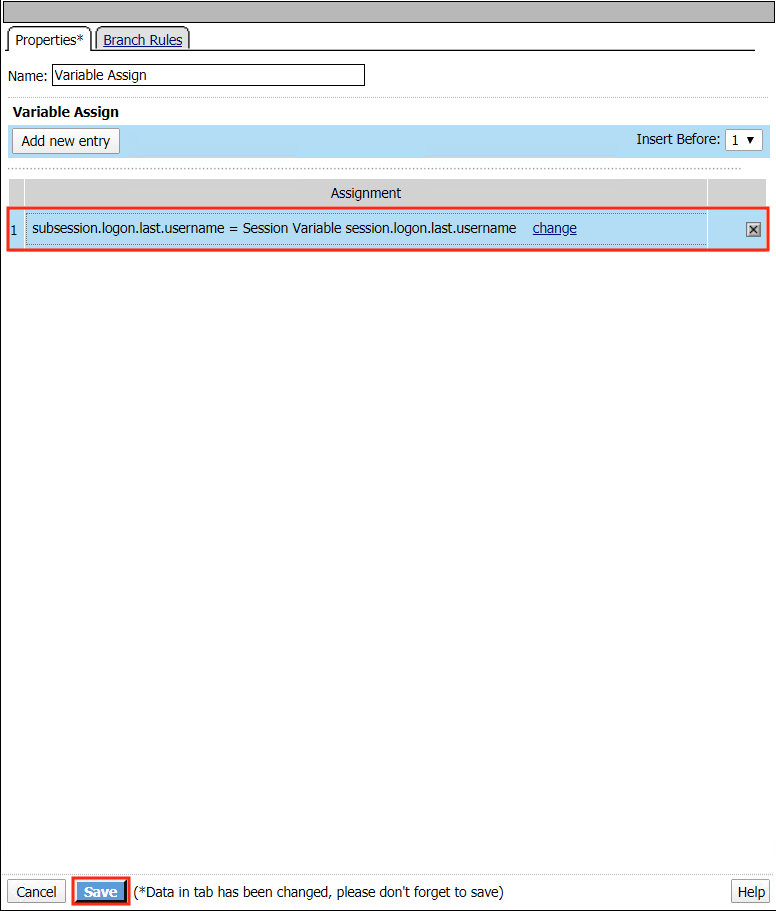 Properties* Branch Rules
Name: Variable Assign
Variable Assign
Add new entry Insert Before: 1 ▼
Assignment
1 subsession.logon.last.username = Session Variable session.logon.last.username change
Cancel Save (*Data in tab has been changed, please don't forget to save) Help